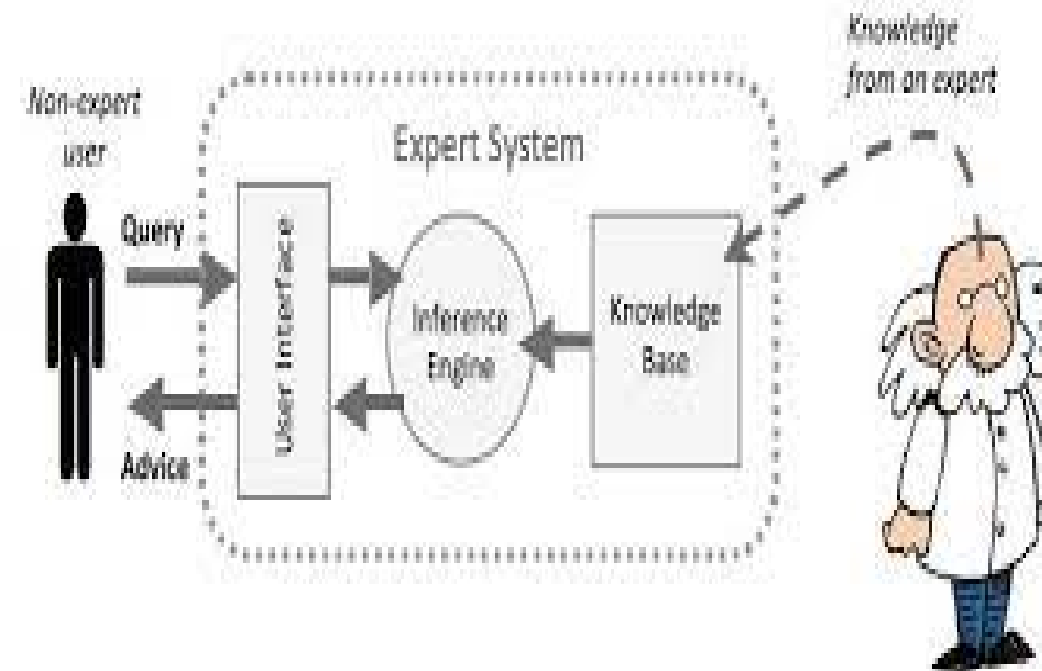 Knowledge
from an expert
Non-expert
user
Expert System
Query
User Interface
Inference
Engine
Knowledge
Base
Advice